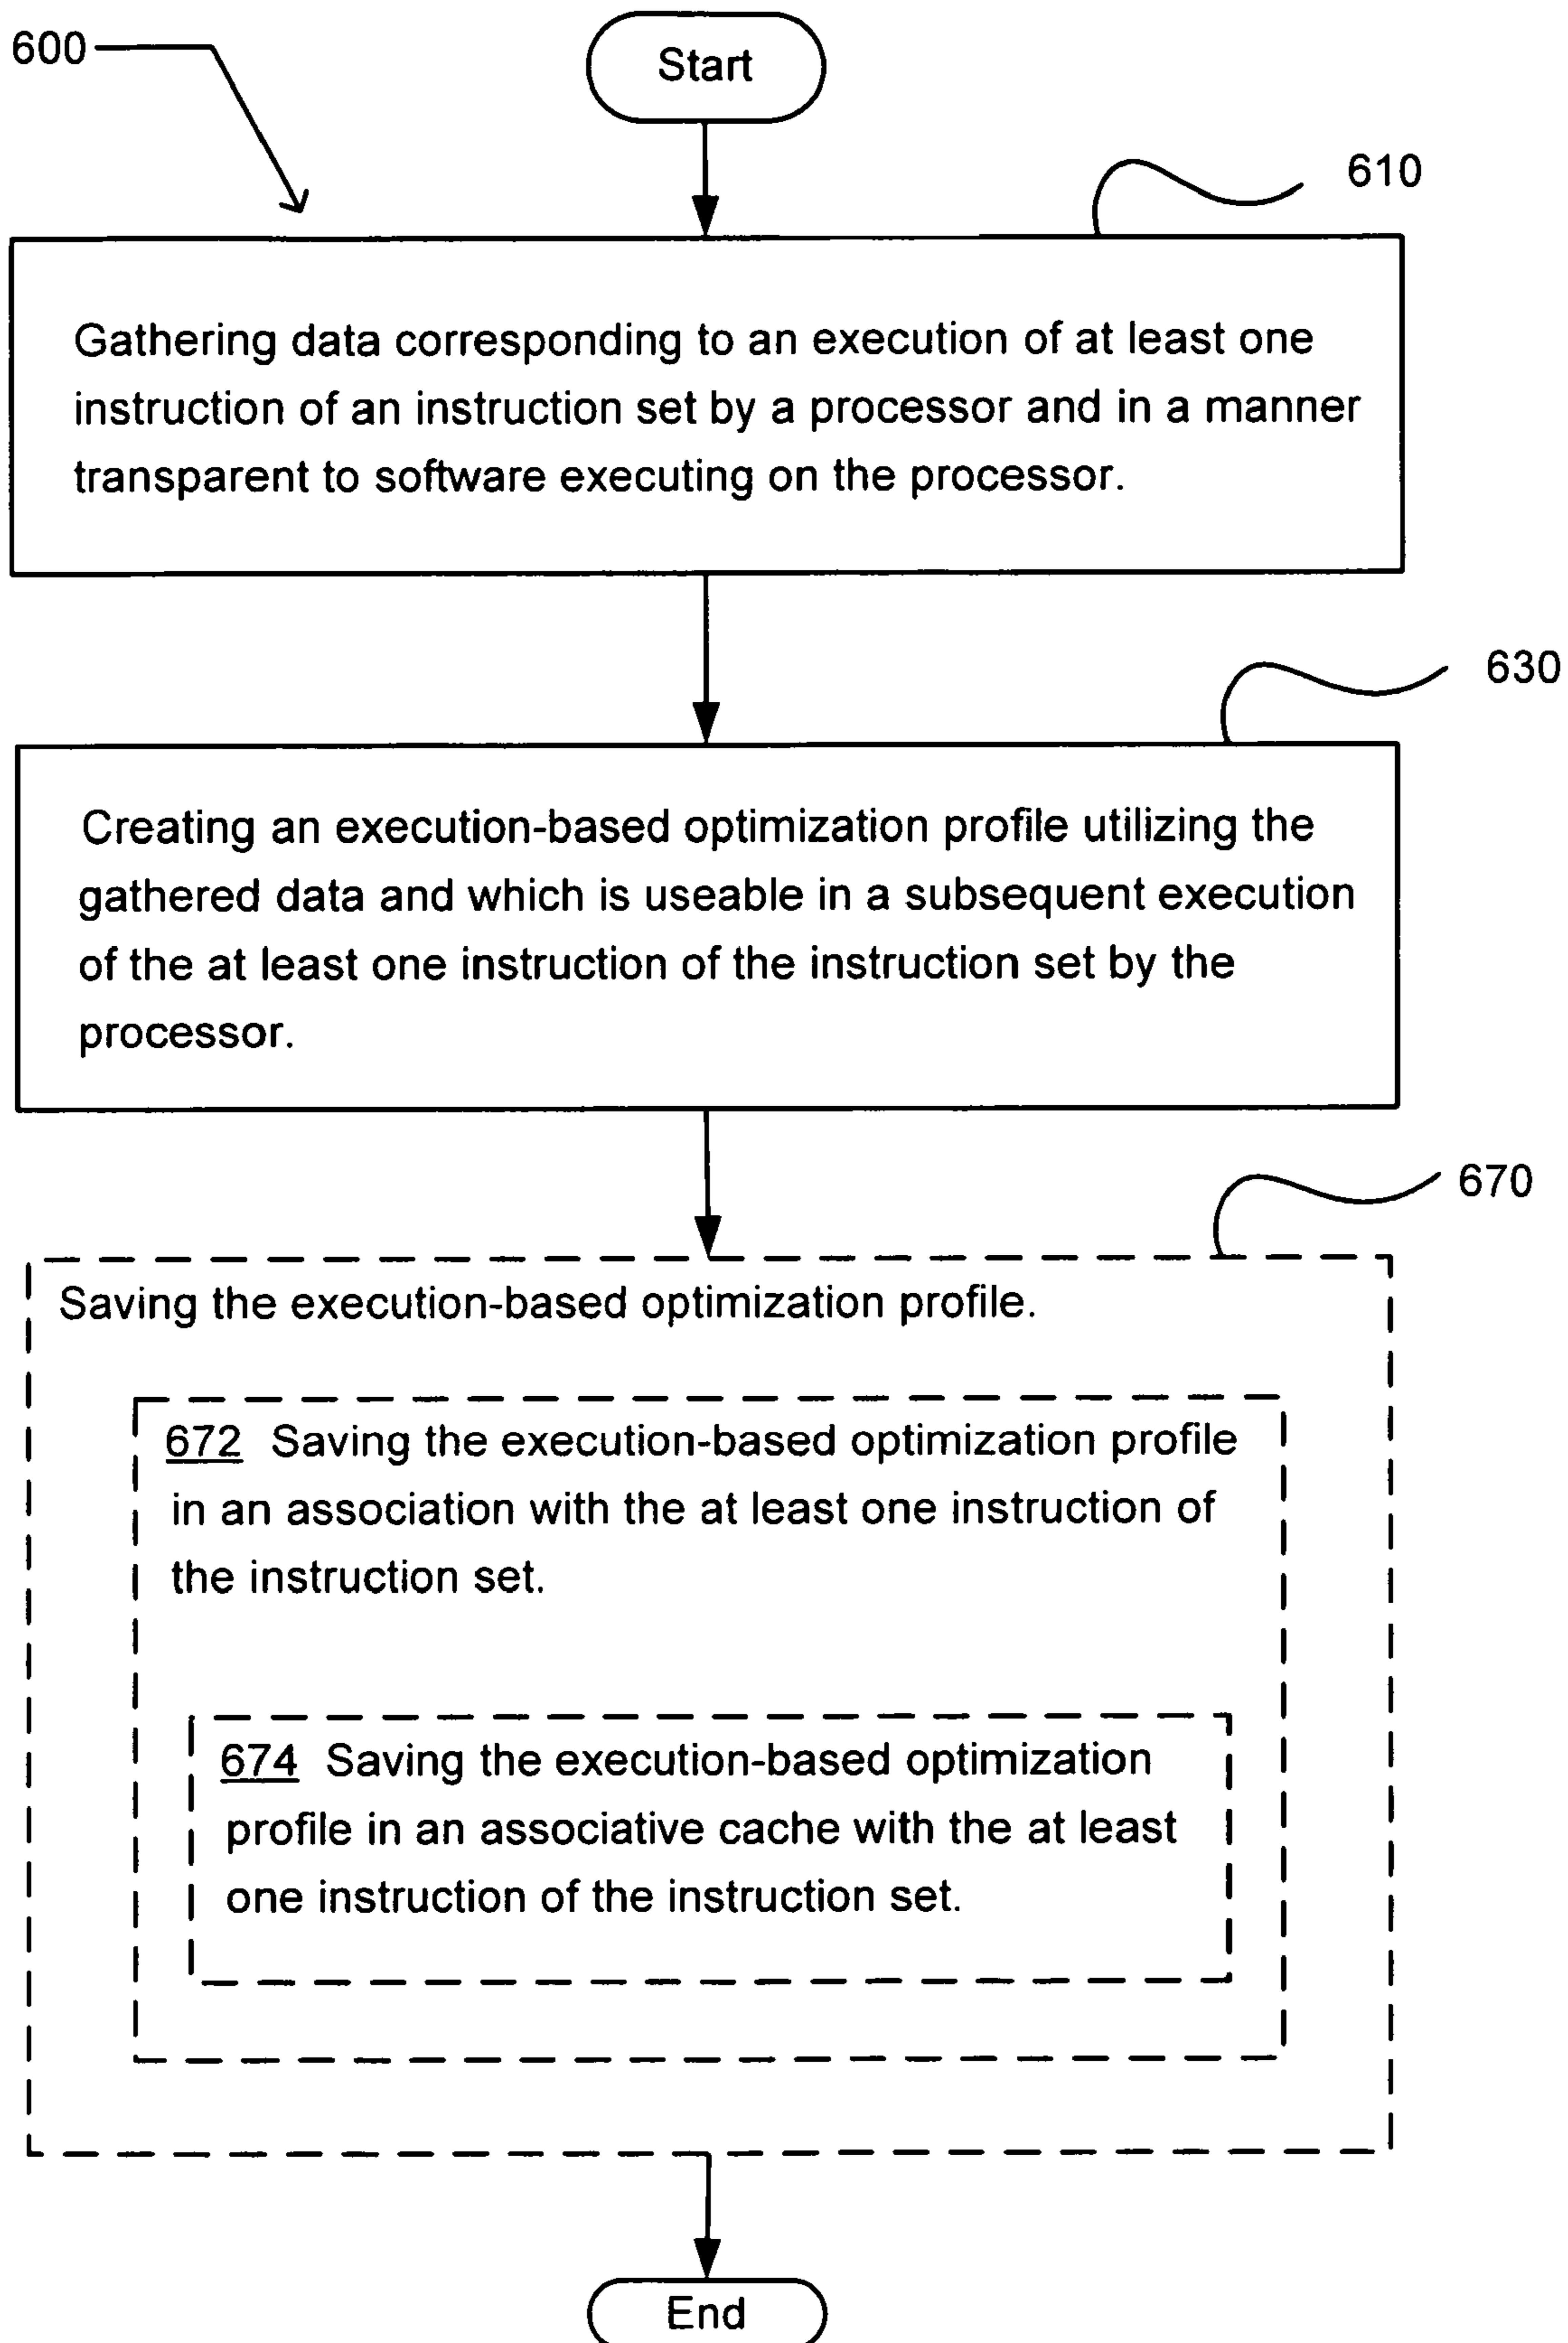 600
Start
610
Gathering data corresponding to an execution of at least one
instruction of an instruction set by a processor and in a manner
transparent to software executing on the processor.
630
Creating an execution-based optimization profile utilizing the
gathered data and which is useable in a subsequent execution
of the at least one instruction of the instruction set by the
processor.
670
Saving the execution-based optimization profile.
672 Saving the execution-based optimization profile
in an association with the at least one instruction of
the instruction set.
674 Saving the execution-based optimization
profile in an associative cache with the at least
one instruction of the instruction set.
End